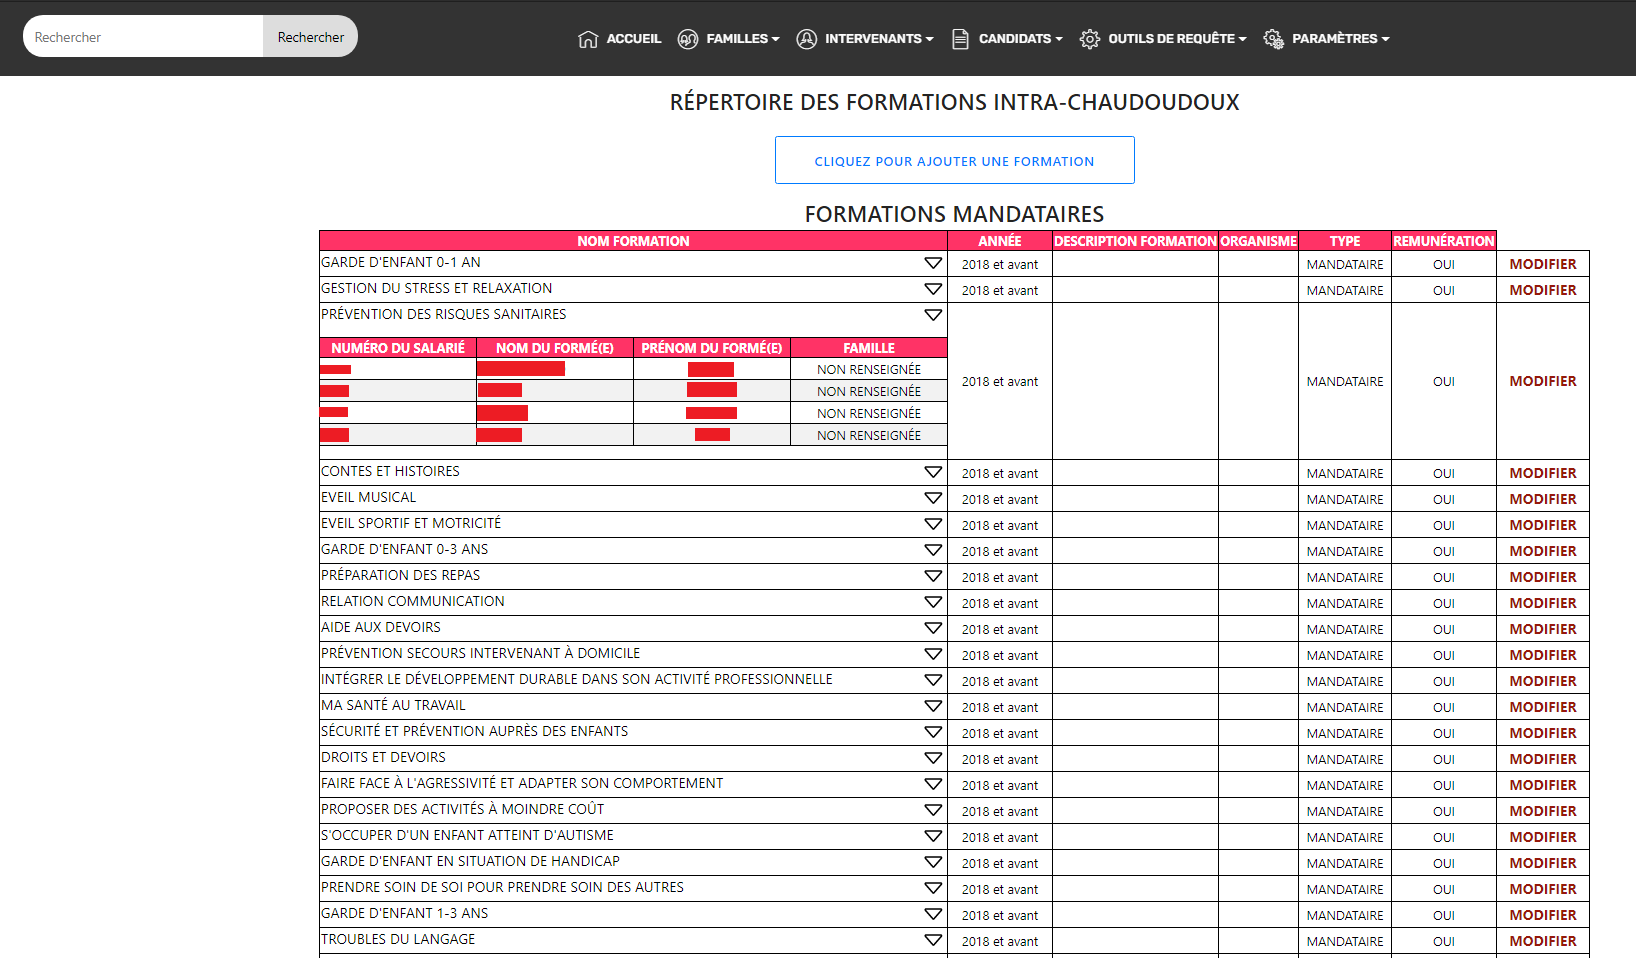 Rechercher Rechercher ACCUEIL FAMILLES INTERVENANTS CANDIDATS OUTILS DE REQUÊTE PARAMÈTRES
RÉPERTOIRE DES FORMATIONS INTRA-CHAUDOUDOUX
CLIQUEZ POUR AJOUTER UNE FORMATION
FORMATIONS MANDATAIRES
NOM FORMATION ANNÉE DESCRIPTION FORMATION ORGANISME TYPE REMUNÉRATION
GARDE D'ENFANT 0-1 AN 2018 et avant MANDATAIRE OUI MODIFIER
GESTION DU STRESS ET RELAXATION 2018 et avant MANDATAIRE OUI MODIFIER
PRÉVENTION DES RISQUES SANITAIRES
NUMÉRO DU SALARIÉ NOM DU FORMÉ(E) PRÉNOM DU FORMÉ(E) FAMILLE
NON RENSEIGNÉE
2018 et avant MANDATAIRE OUI MODIFIER
NON RENSEIGNÉE
NON RENSEIGNÉE
NON RENSEIGNÉE
CONTES ET HISTOIRES 2018 et avant MANDATAIRE OUI MODIFIER
EVEIL MUSICAL 2018 et avant MANDATAIRE OUI MODIFIER
EVEIL SPORTIF ET MOTRICITÉ 2018 et avant MANDATAIRE OUI MODIFIER
GARDE D'ENFANT 0-3 ANS 2018 et avant MANDATAIRE OUI MODIFIER
PRÉPARATION DES REPAS 2018 et avant MANDATAIRE OUI MODIFIER
RELATION COMMUNICATION 2018 et avant MANDATAIRE OUI MODIFIER
AIDE AUX DEVOIRS 2018 et avant MANDATAIRE OUI MODIFIER
PRÉVENTION SECOURS INTERVENANT À DOMICILE 2018 et avant MANDATAIRE OUI MODIFIER
INTÉGRER LE DÉVELOPPEMENT DURABLE DANS SON ACTIVITÉ PROFESSIONNELLE 2018 et avant MANDATAIRE OUI MODIFIER
MA SANTÉ AU TRAVAIL 2018 et avant MANDATAIRE OUI MODIFIER
SÉCURITÉ ET PRÉVENTION AUPRÈS DES ENFANTS 2018 et avant MANDATAIRE OUI MODIFIER
DROITS ET DEVOIRS 2018 et avant MANDATAIRE OUI MODIFIER
FAIRE FACE À L'AGRESSIVITÉ ET ADAPTER SON COMPORTEMENT 2018 et avant MANDATAIRE OUI MODIFIER
PROPOSER DES ACTIVITÉS À MOINDRE COÛT 2018 et avant MANDATAIRE OUI MODIFIER
S'OCCUPER D'UN ENFANT ATTEINT D'AUTISME 2018 et avant MANDATAIRE OUI MODIFIER
GARDE D'ENFANT EN SITUATION DE HANDICAP 2018 et avant MANDATAIRE OUI MODIFIER
PRENDRE SOIN DE SOI POUR PRENDRE SOIN DES AUTRES 2018 et avant MANDATAIRE OUI MODIFIER
GARDE D'ENFANT 1-3 ANS 2018 et avant MANDATAIRE OUI MODIFIER
TROUBLES DU LANGAGE 2018 et avant MANDATAIRE OUI MODIFIER